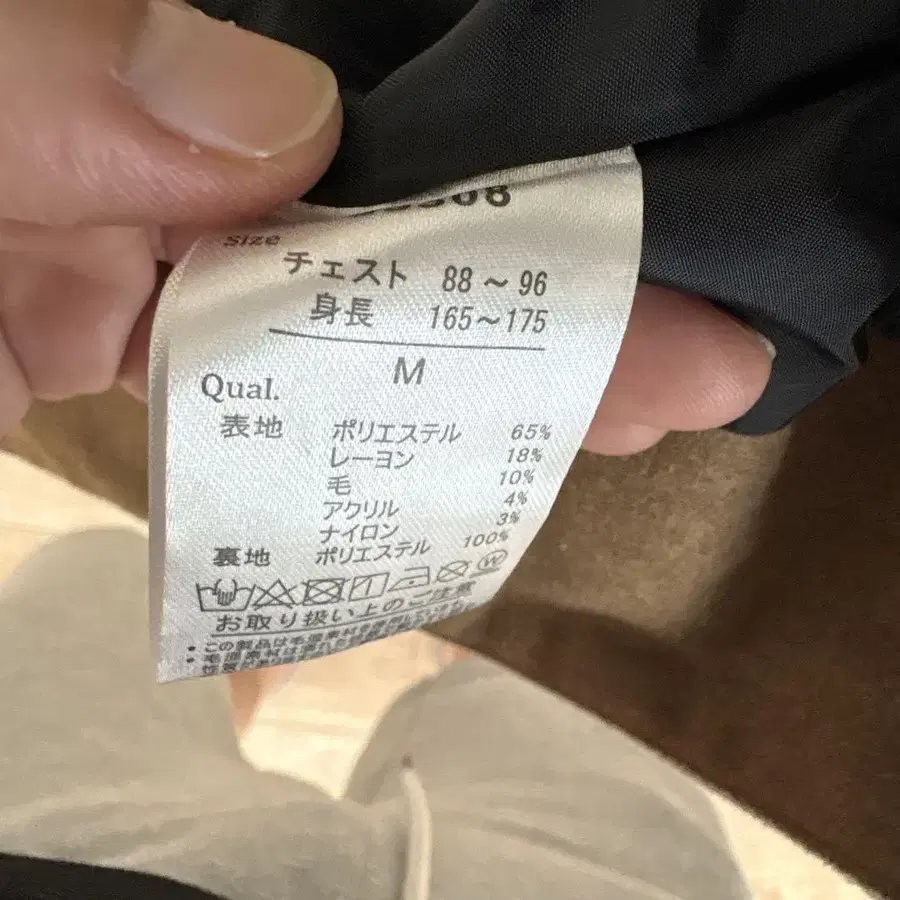 Size
チェスト 88～96
身長 165～175
M
Qual.
表地 ポリエステル 65%
レーヨン 18%
毛 10%
アクリル 4%
ナイロン 3%
裏地 ポリエステル 100%
W
お取り扱い上のご注意